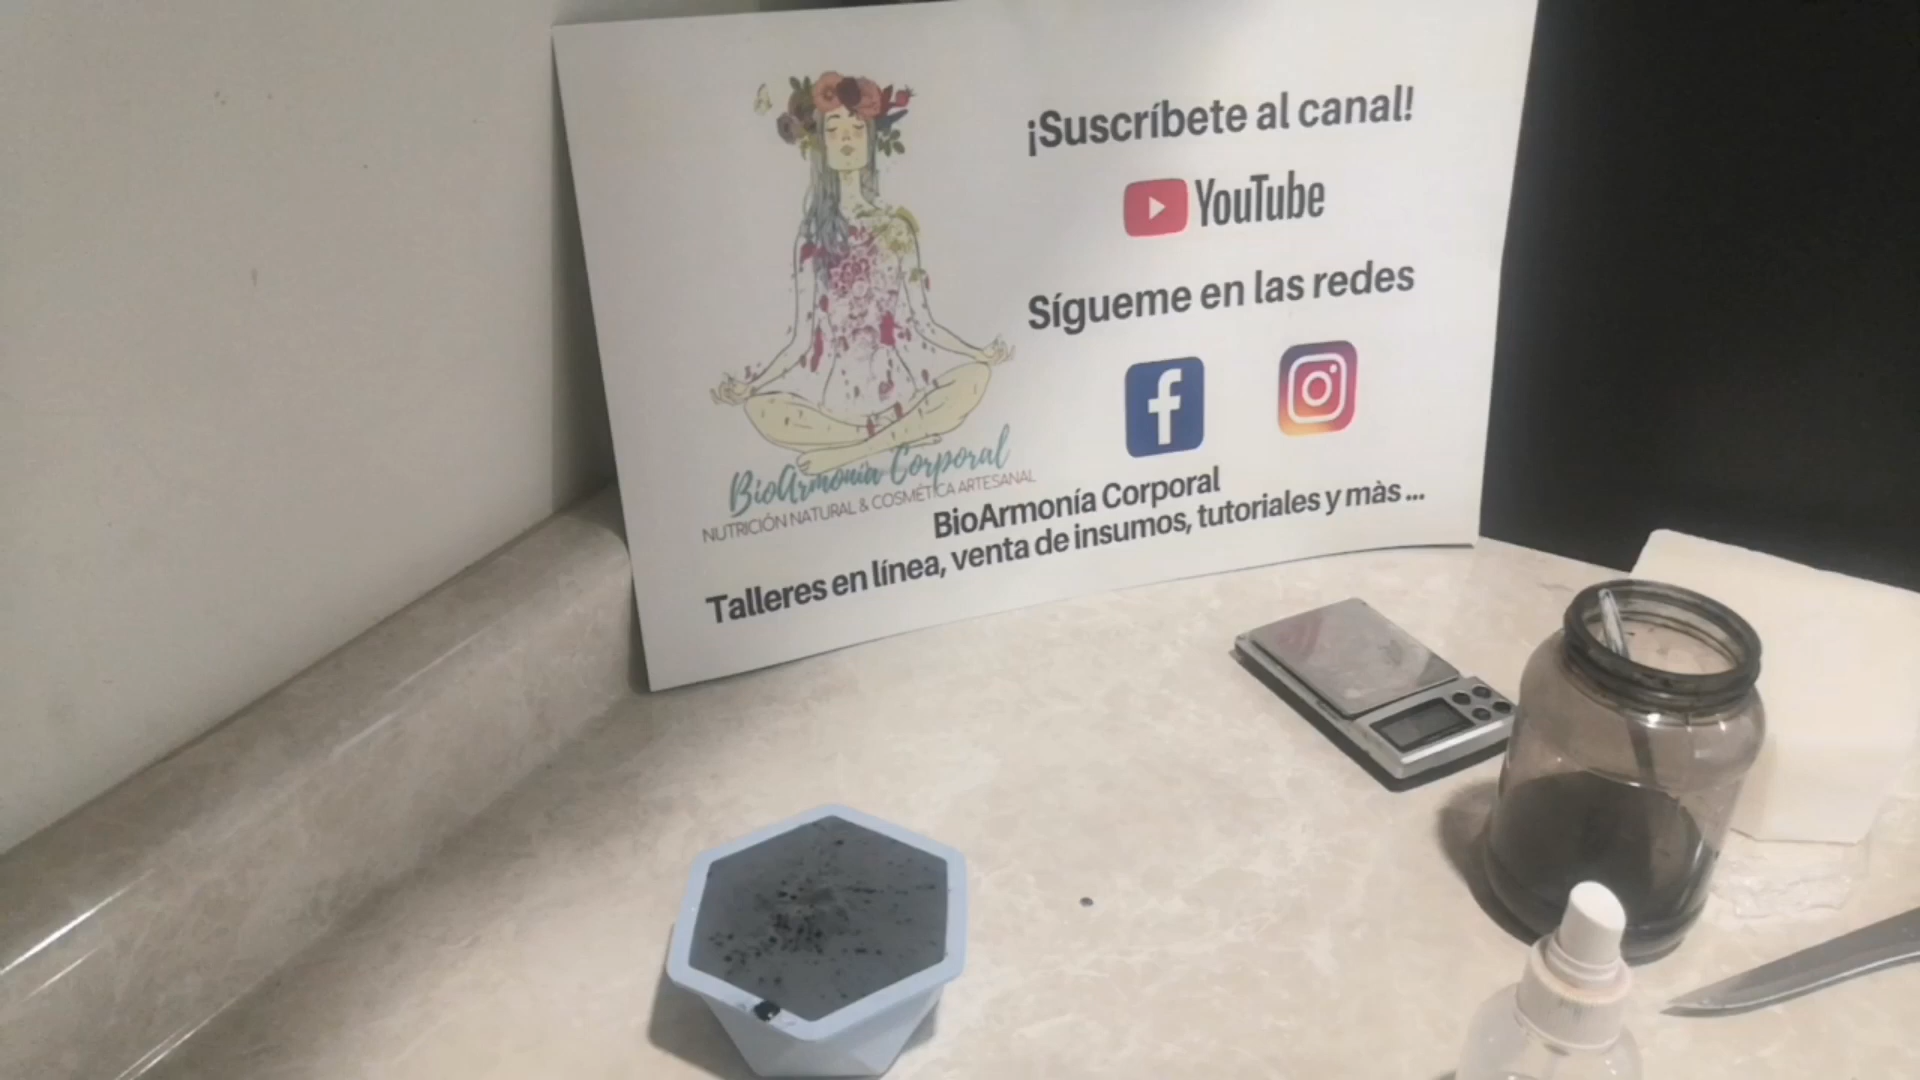 ¡Suscríbete al canal!
YouTube
Sígueme en las redes
BioArmonía Corporal
NUTRICIÓN NATURAL & COSMÉTICA ARTESANAL
BioArmonía Corporal
Talleres en línea, venta de insumos, tutoriales y màs ...